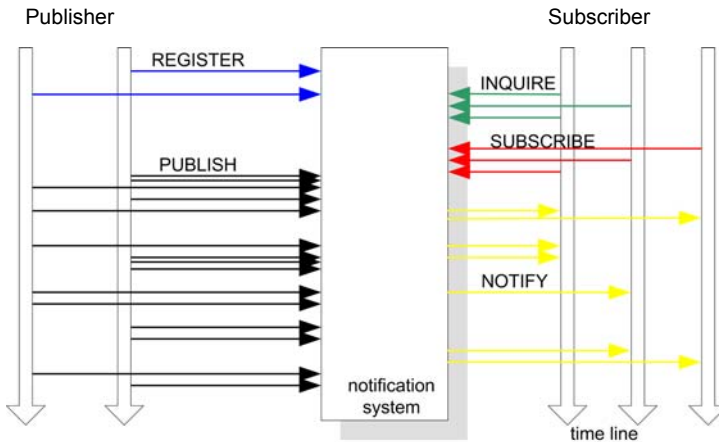 Publisher
Subscriber
REGISTER
INQUIRE
SUBSCRIBE
PUBLISH
NOTIFY
notification
system
time line